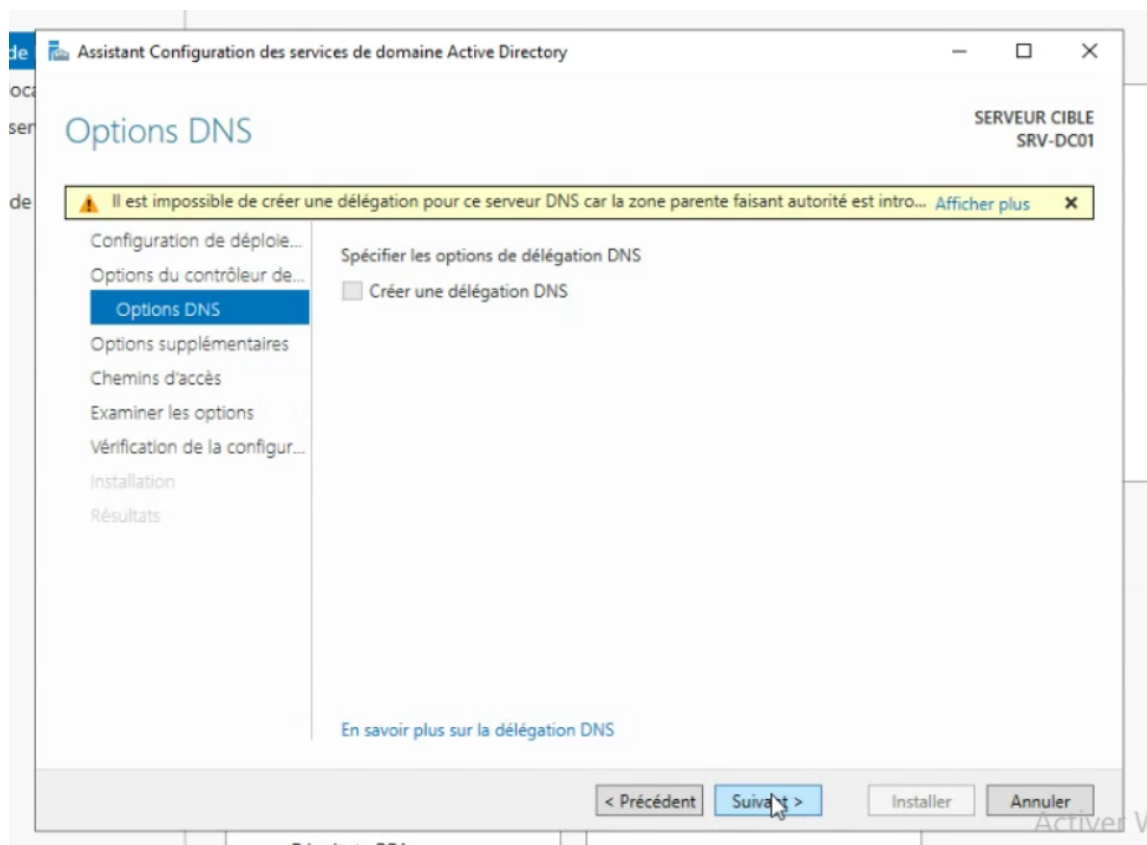 de
Assistant Configuration des services de domaine Active Directory
oca
ser
Options DNS
SERVEUR CIBLE
SRV-DC01
de
Il est impossible de créer une délégation pour ce serveur DNS car la zone parente faisant autorité est intro... Afficher plus
Configuration de déploie...
Options du contrôleur de...
Options DNS
Options supplémentaires
Chemins d'accès
Examiner les options
Vérification de la configur...
Installation
Résultats
Spécifier les options de délégation DNS
Créer une délégation DNS
En savoir plus sur la délégation DNS
< Précédent
Suivant >
Installer
Annuler
Activer W